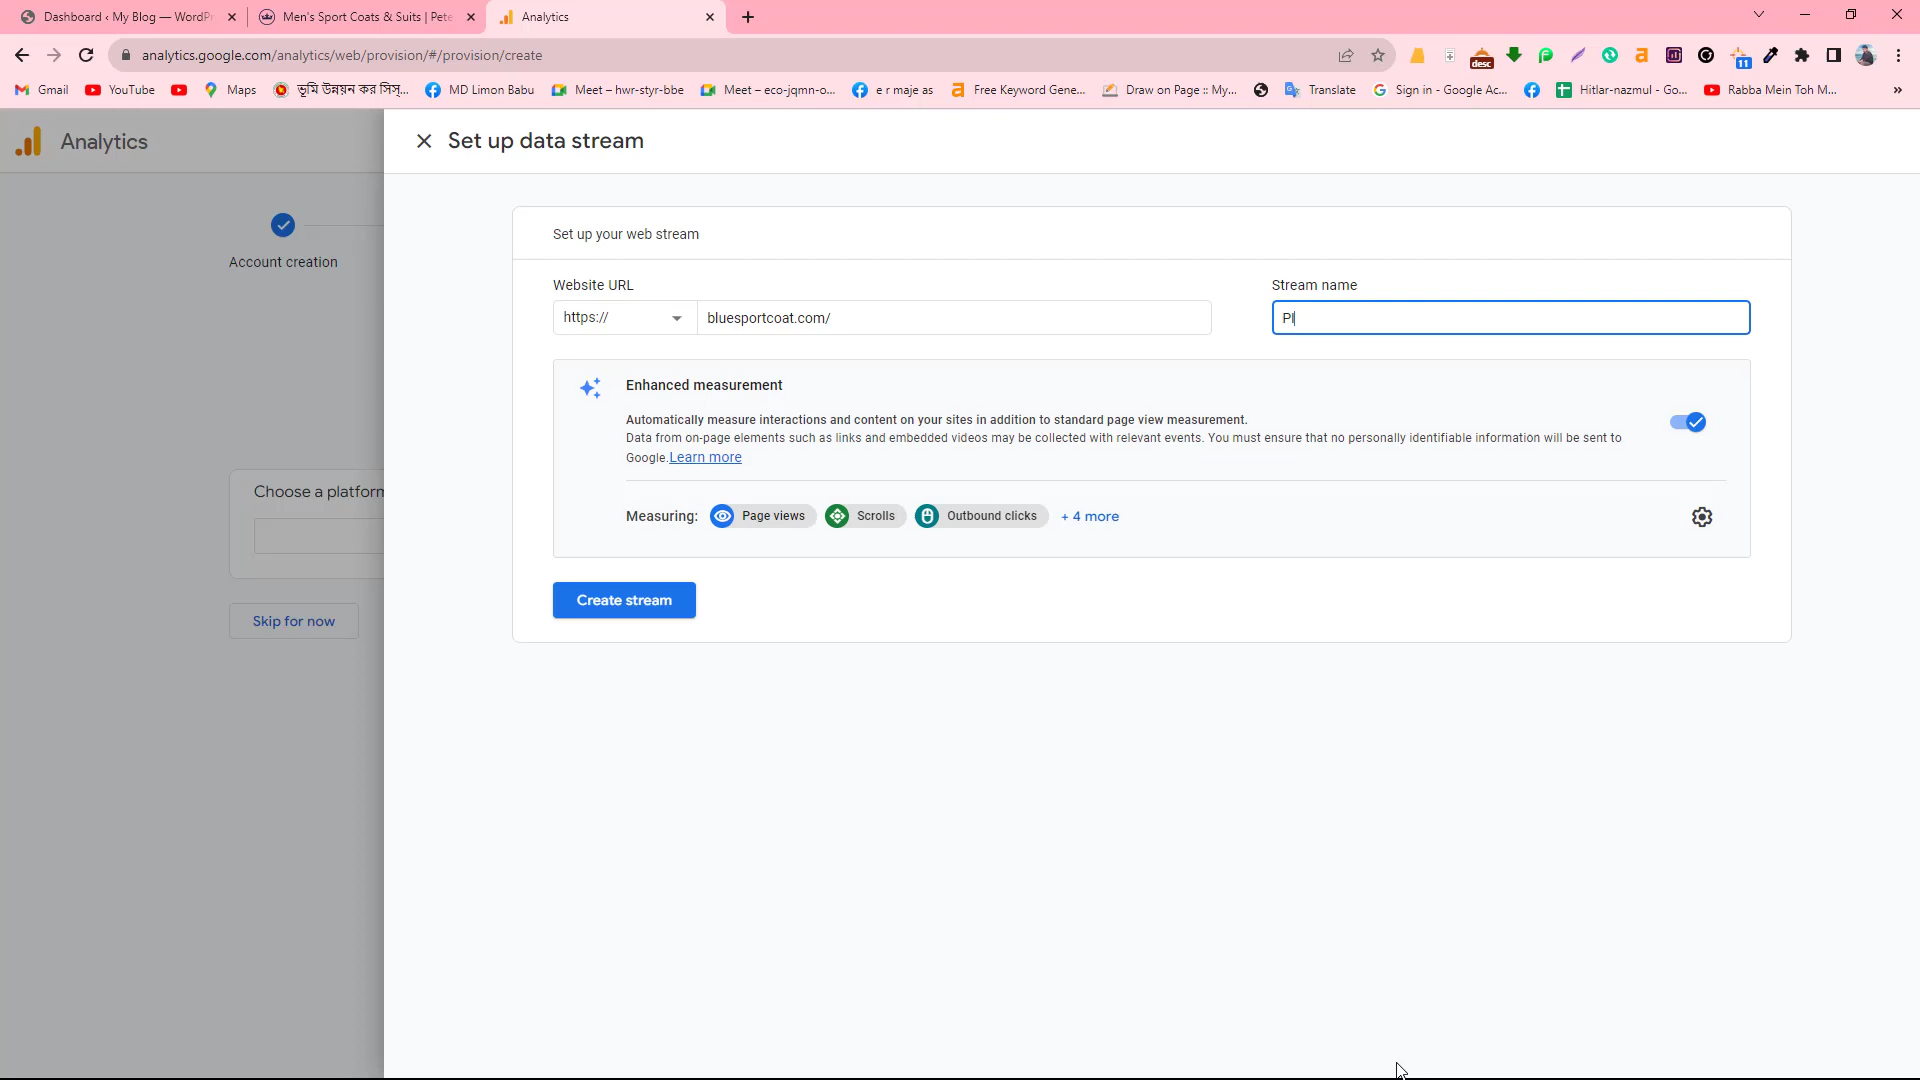 Dashboard ‹ My Blog — WordPr
Men's Sport Coats & Suits | Pete
Analytics
analytics.google.com/analytics/web/provision/#/provision/create
desc
11
Gmail
YouTube
Maps
ভূমি উন্নয়ন কর সিস্...
MD Limon Babu
Meet – hwr-styr-bbe
Meet – eco-jqmn-o...
e r maje as
Free Keyword Gene...
Draw on Page :: My...
Translate
Sign in - Google Ac...
Hitlar-nazmul - Go...
Rabba Mein Toh M...
»
Analytics
Set up data stream
Account creation
Set up your web stream
Website URL
Stream name
https://
bluesportcoat.com/
Pl
Enhanced measurement
Automatically measure interactions and content on your sites in addition to standard page view measurement.
Data from on-page elements such as links and embedded videos may be collected with relevant events. You must ensure that no personally identifiable information will be sent to
Google.Learn more
Choose a platform
Measuring:
Page views
Scrolls
Outbound clicks
+ 4 more
Create stream
Skip for now